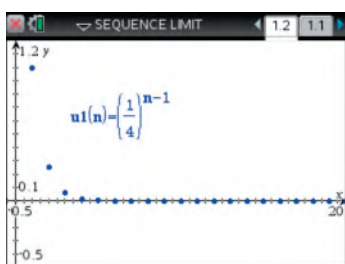 SEQUENCE LIMIT
1.2 1.1
1.2 y
u1(n)=(1/4)^n-1
0.1
x
0.5
20
-0.5